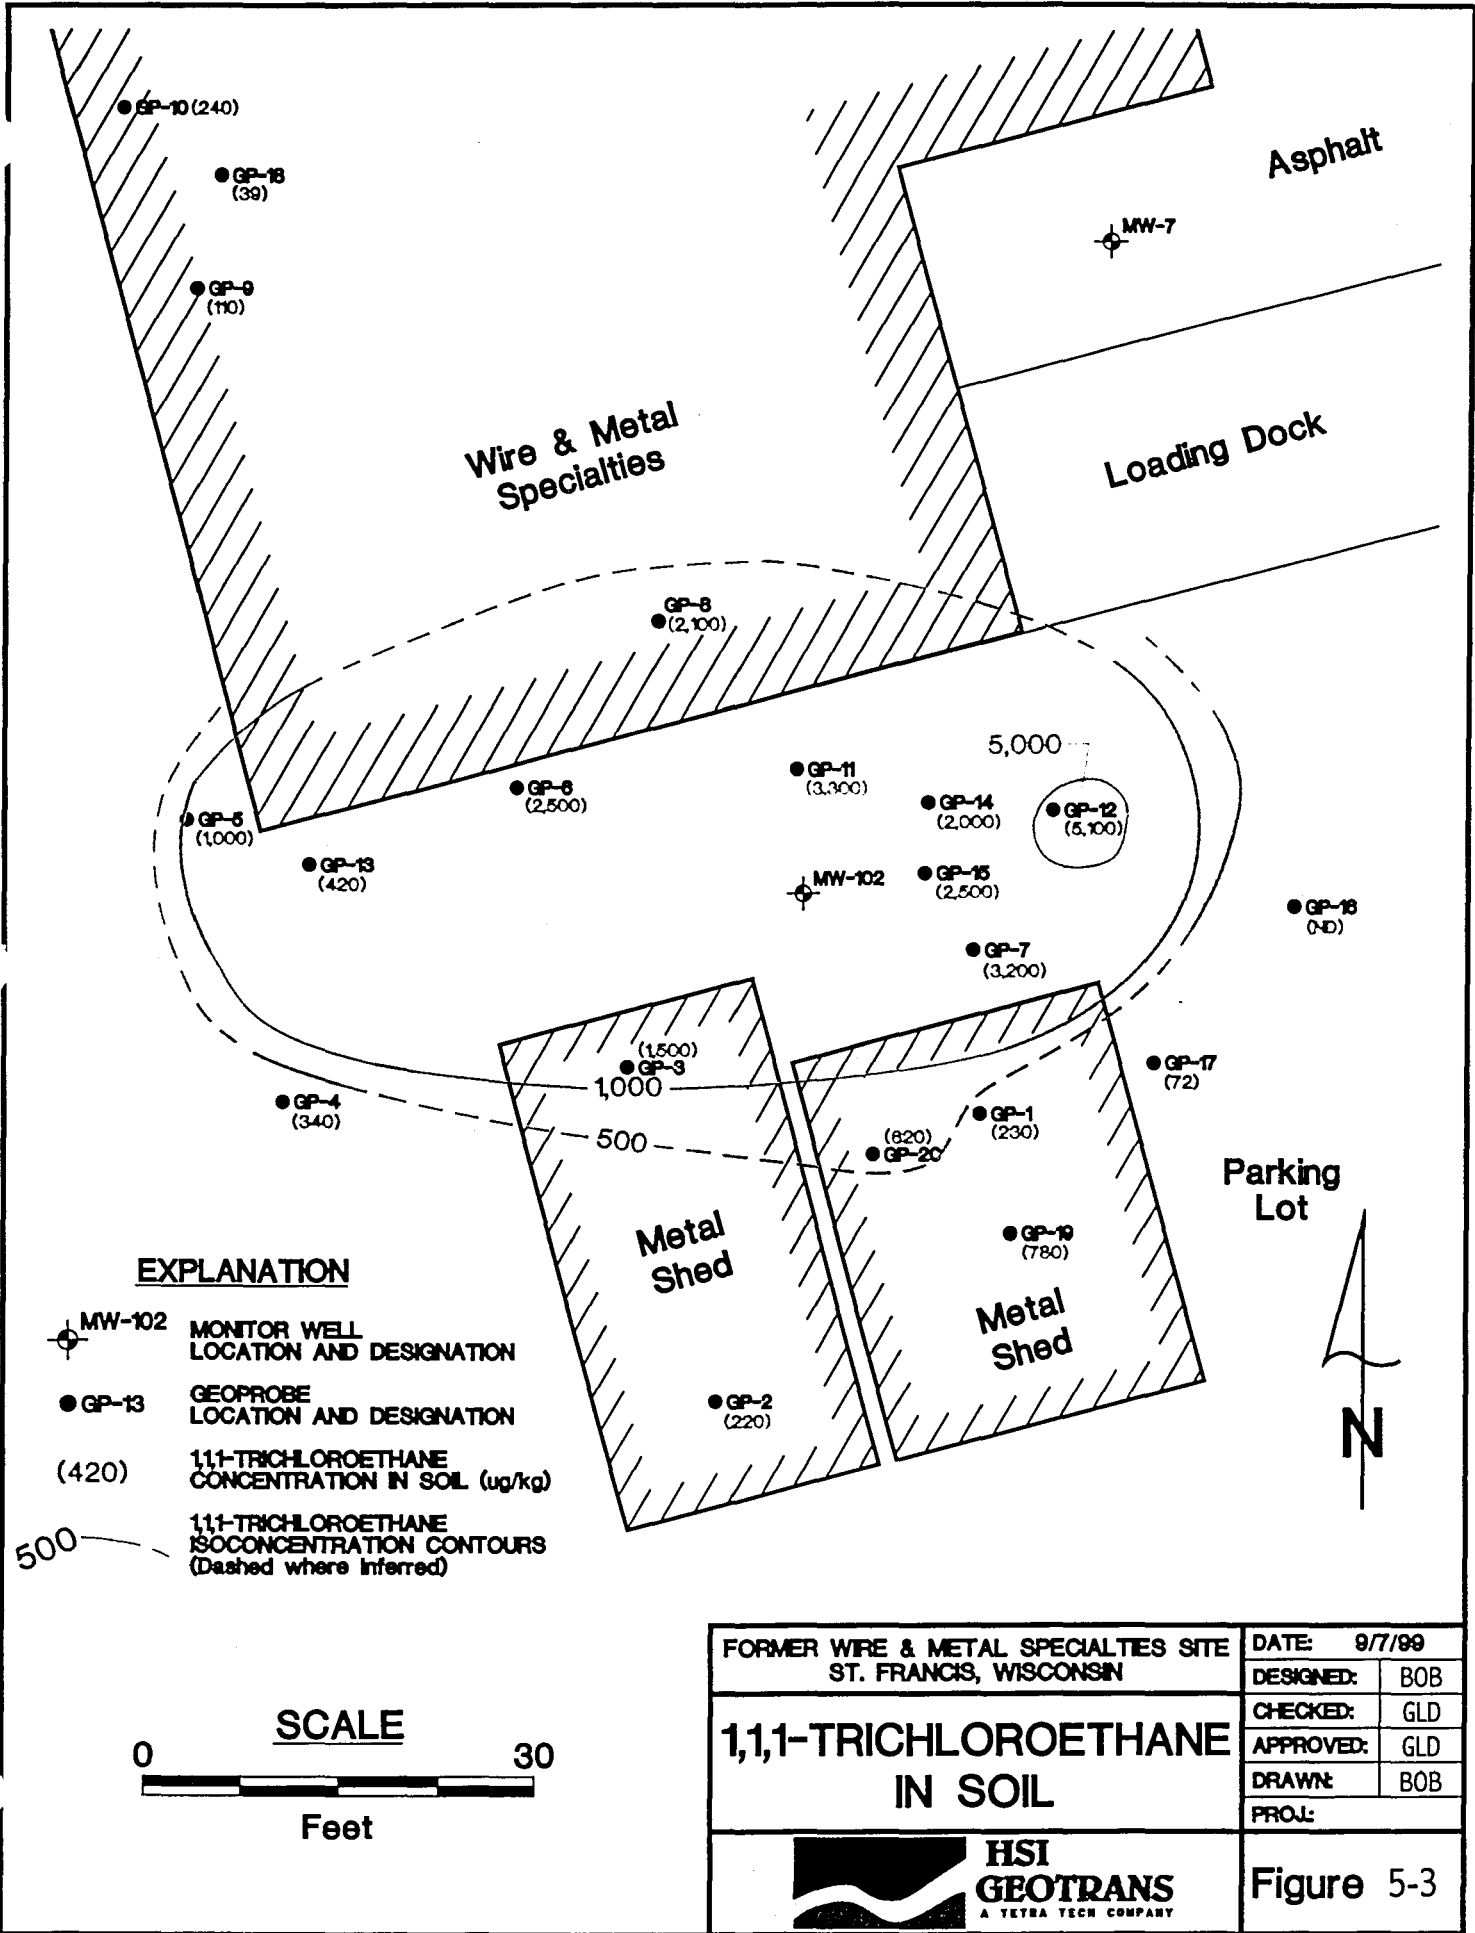 GP-10 (240)
GP-18
(39)
GP-9
(110)
Asphalt
MW-7
Wire & Metal
Specialties
Loading Dock
GP-8
(2,100)
5,000
GP-11
(3,300)
GP-6
(2,500)
GP-14
(2,000)
GP-12
(5,100)
GP-5
(1,000)
GP-13
(420)
MW-102
GP-15
(2,500)
GP-16
(ND)
GP-7
(3,200)
(1,500)
GP-3
1,000
GP-17
(72)
GP-4
(340)
500
GP-1
(230)
(620)
GP-20
Parking
Lot
Metal
Shed
GP-19
(780)
Metal
Shed
GP-2
(220)
N
EXPLANATION
MW-102 MONITOR WELL
LOCATION AND DESIGNATION
GP-13 GEOPROBE
LOCATION AND DESIGNATION
(420) 1,1,1-TRICHLOROETHANE
CONCENTRATION IN SOIL (ug/kg)
500 1,1,1-TRICHLOROETHANE
ISOCONCENTRATION CONTOURS
(Dashed where inferred)
SCALE
0 30
Feet
FORMER WIRE & METAL SPECIALTIES SITE
ST. FRANCIS, WISCONSIN
1,1,1-TRICHLOROETHANE
IN SOIL
HSI
GEOTRANS
A TETRA TECH COMPANY
DATE: 9/7/99
DESIGNED: BOB
CHECKED: GLD
APPROVED: GLD
DRAWN: BOB
PROJ.:
Figure 5-3